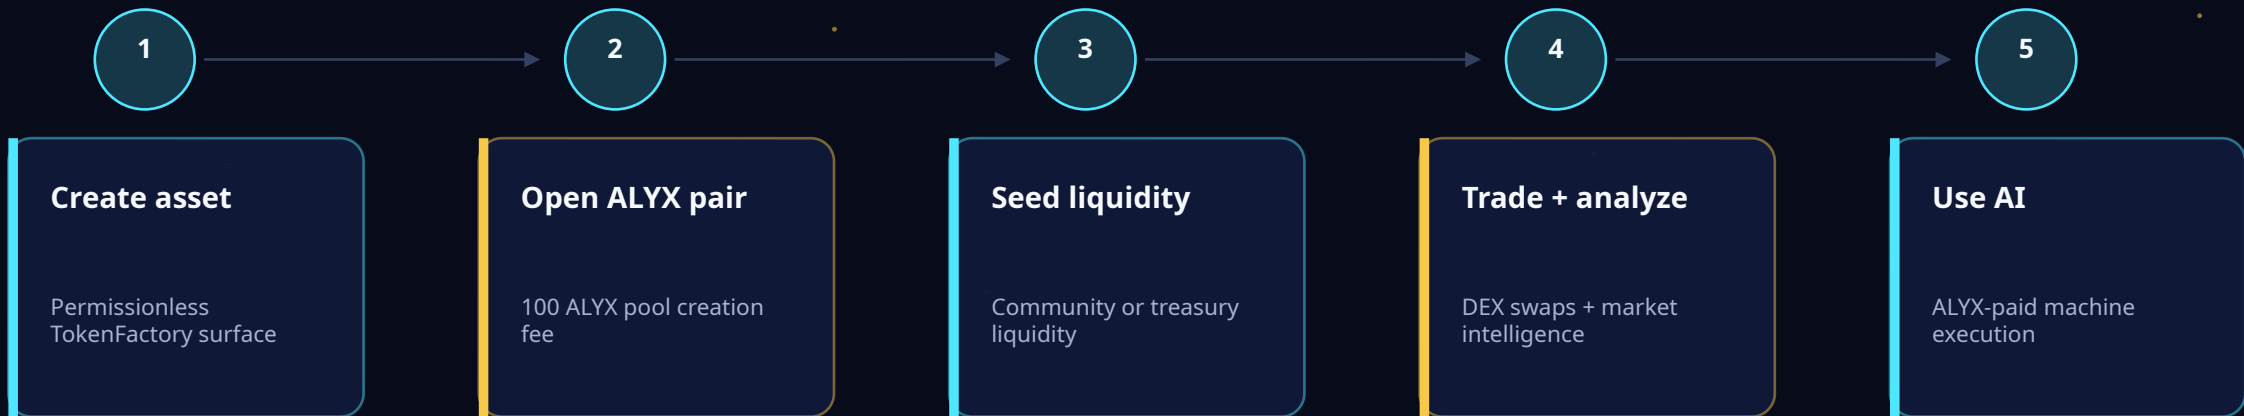 1
2
3
4
5
Create asset
Permissionless
TokenFactory surface
Open ALYX pair
100 ALYX pool creation
fee
Seed liquidity
Community or treasury
liquidity
Trade + analyze
DEX swaps + market
intelligence
Use AI
ALYX-paid machine
execution